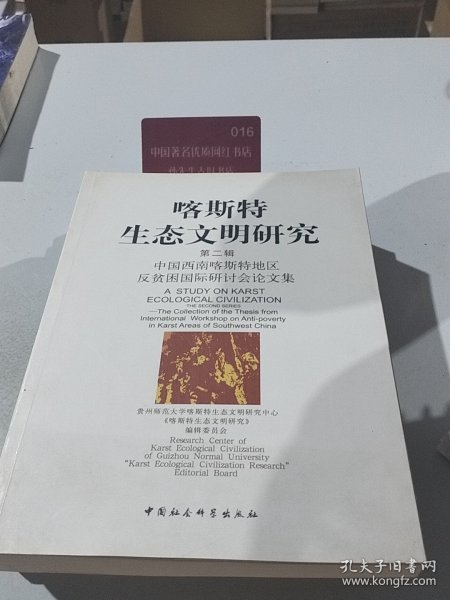 016
中国著名优质网红书店
喀斯特
生态文明研究
第二辑
中国西南喀斯特地区
反贫困国际研讨会论文集
A STUDY ON KARST
ECOLOGICAL CIVILIZATION
THE SECOND SERIES
—The Collection of the Thesis from
International Workshop on Anti-poverty
in Karst Areas of Southwest China
贵州师范大学喀斯特生态文明研究中心
《喀斯特生态文明研究》
编辑委员会
Research Center of
Karst Ecological Civilization
of Guizhou Normal University
"Karst Ecological Civilization Research"
Editorial Board
中国社会科学出版社
孔夫子旧书网
www.kongfz.com